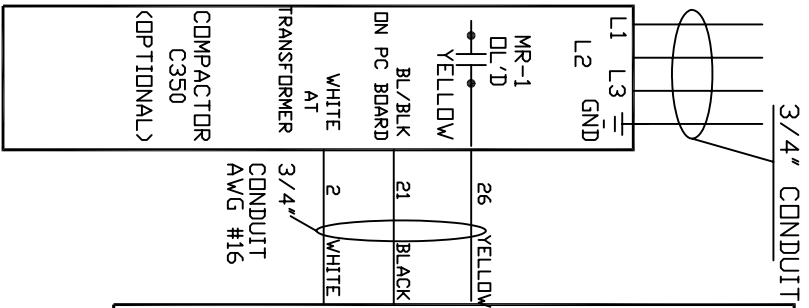 L1
L2
L3
GND
3/4" CONDUIT
MR-1
OL'D
YELLOW
BL/BLK
ON PC BOARD
WHITE
AT
TRANSFORMER
COMPACTOR
C350
(OPTIONAL)
26
YELLOW
21
BLACK
2
WHITE
3/4"
CONDUIT
AWG #16